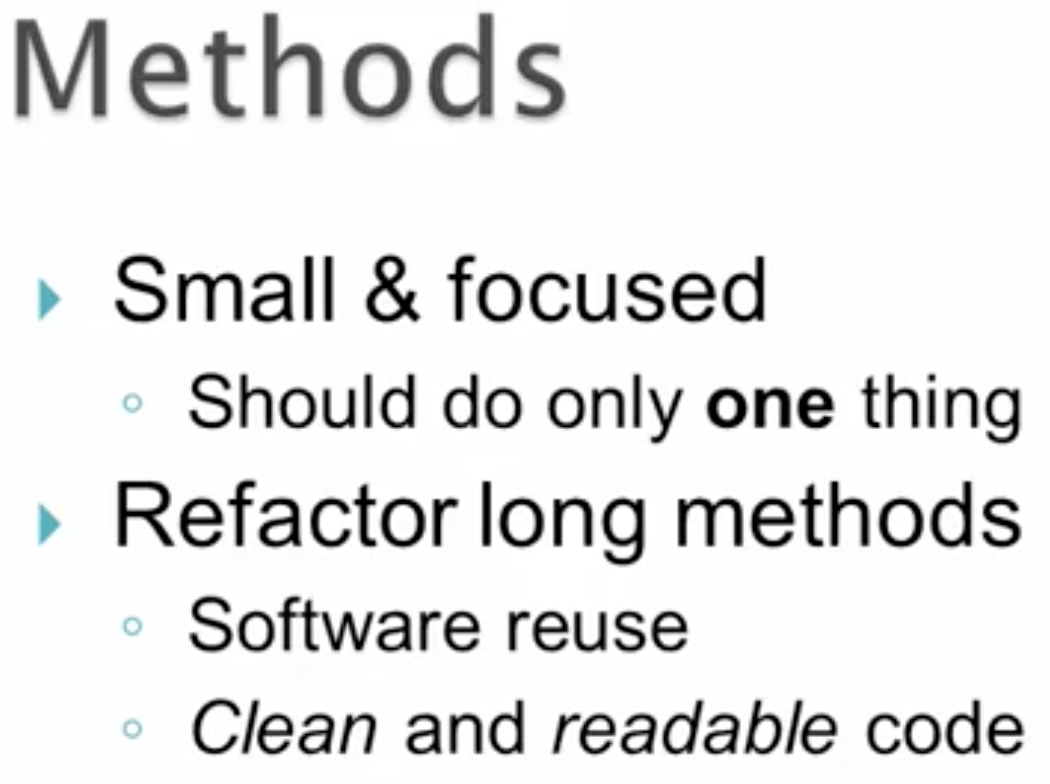 Methods
Small & focused
Should do only one thing
Refactor long methods
Software reuse
Clean and readable code